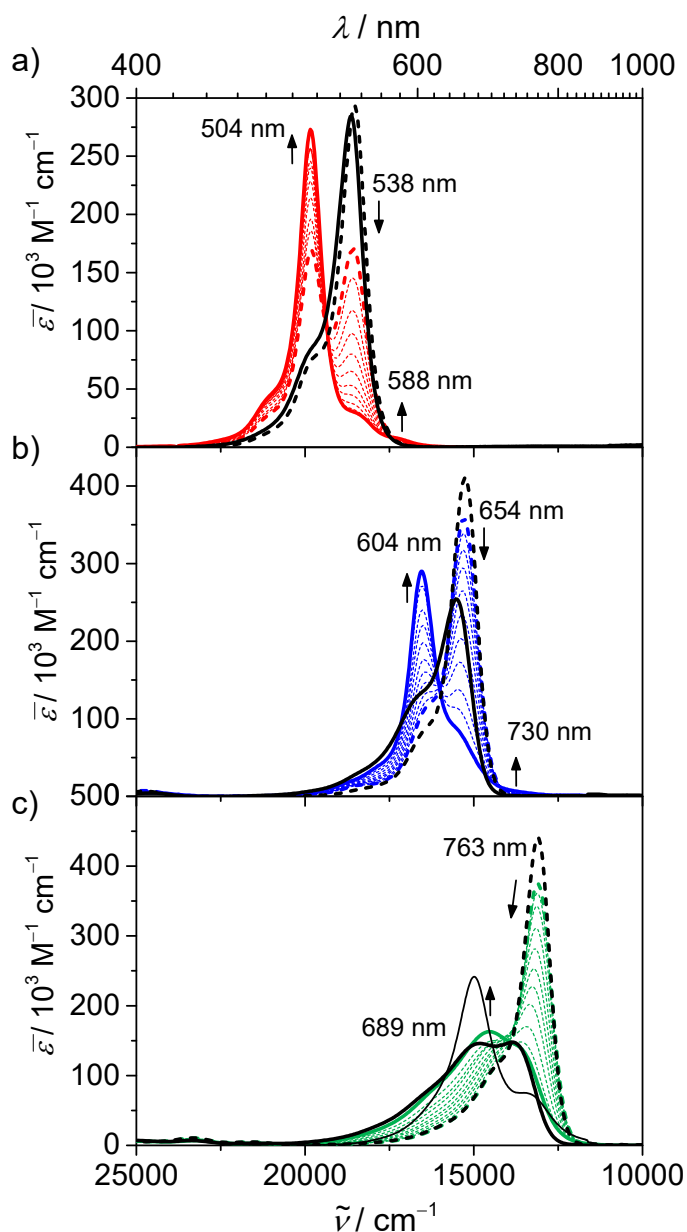 λ / nm
400 600 800 1000
a)
300
250
200
150
100
50
0
ε̅ / 10³ M⁻¹ cm⁻¹
504 nm
538 nm
588 nm
b)
400
300
200
100
0
ε̅ / 10³ M⁻¹ cm⁻¹
604 nm
654 nm
730 nm
c)
500
400
300
200
100
0
ε̅ / 10³ M⁻¹ cm⁻¹
763 nm
689 nm
25000 20000 15000 10000
ν̃ / cm⁻¹